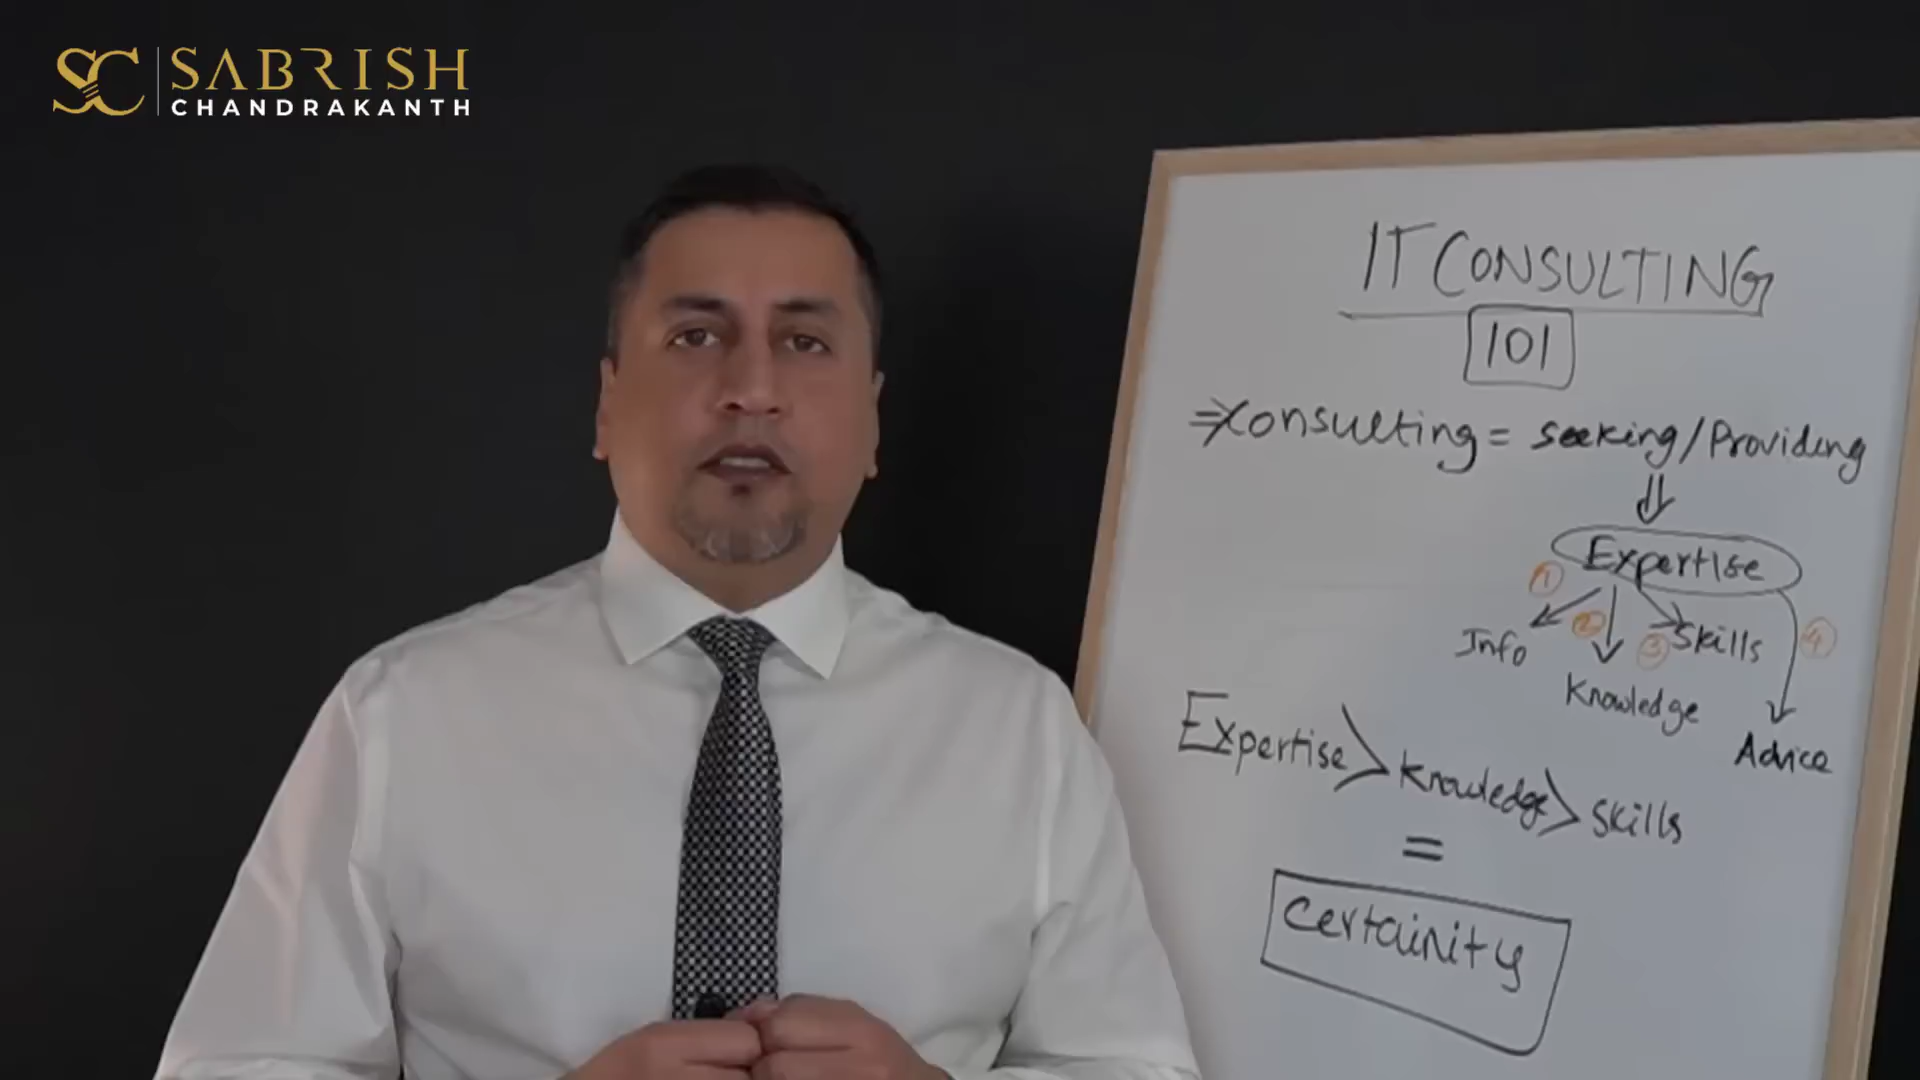 SC SABRISH
CHANDRAKANTH
IT CONSULTING
101
⇒ Consulting = Seeking/Providing
⇓
Expertise
1
2
3
4
Info
Skills
Knowledge
Advice
Expertise > Knowledge > Skills
=
Certainity